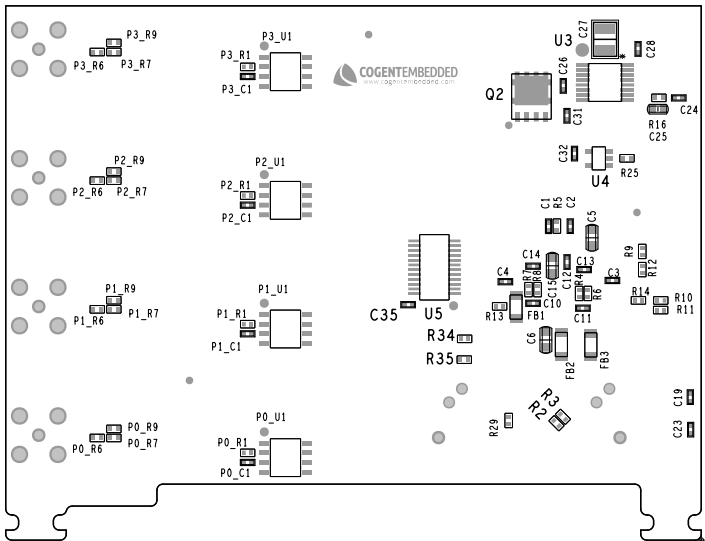 P3_R9
P3_R6
P3_R7
P3_U1
P3_R1
P3_C1
COGENTEMBEDDED
www.cogentembedded.com
U3
C27
*
C28
C26
Q2
C31
C24
R16
C25
P2_R9
P2_R6
P2_R7
P2_U1
P2_R1
P2_C1
C32
U4
R25
C1
R5
C2
C5
R9
R12
C14
C12
C13
C4
R7
R8
C15
R4
R6
C3
R14
R10
R11
P1_R9
P1_R6
P1_R7
P1_U1
P1_R1
P1_C1
C35
U5
R13
C10
FB1
C11
R34
R35
C6
FB2
FB3
C19
C23
R3
R2
R29
P0_R9
P0_R6
P0_R7
P0_U1
P0_R1
P0_C1